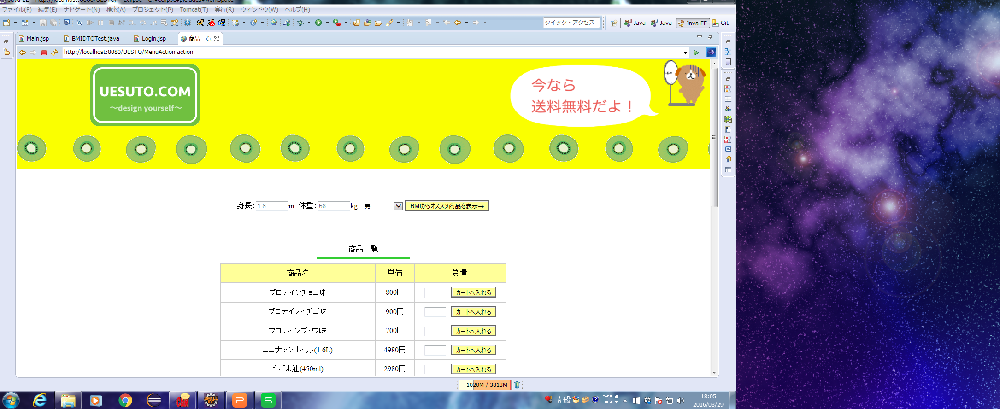 Java EE - http://localhost:8080/UESTO/ - Eclipse - C:¥eclipse¥pleiades¥workspace
ファイル(F) 編集(E) ナビゲート(N) 検索(A) プロジェクト(P) Tomcat(T) 実行(R) ウィンドウ(W) ヘルプ(H)
クイック・アクセス Java Java Java EE Git
Main.jsp BMIDTOTest.java Login.jsp 商品一覧
http://localhost:8080/UESTO/MenuAction.action
UESUTO.COM
～design yourself～
今なら
送料無料だよ！
身長: 1.8 m 体重: 68 kg 男 BMIからオススメ商品を表示→
商品一覧
商品名 単価 数量
プロテインチョコ味 800円 カートへ入れる
プロテインイチゴ味 900円 カートへ入れる
プロテインブドウ味 700円 カートへ入れる
ココナッツオイル(1.6L) 4980円 カートへ入れる
えごま油(450ml) 2980円 カートへ入れる
1020M / 3813M
A 般 CAPS KANA
18:05
2016/03/29